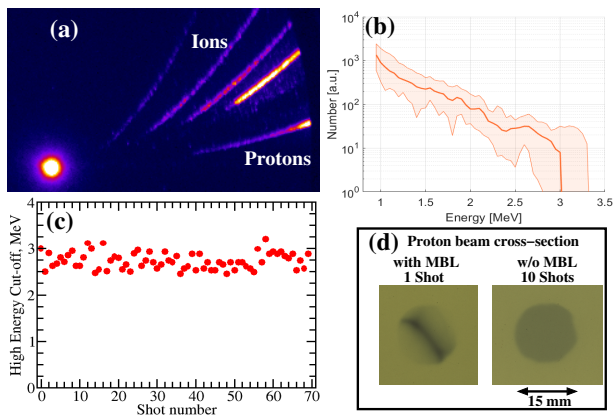 (a)
Ions
Protons
(b)
Number [a.u.]
10^4
10^3
10^2
10^1
10^0
1
1.5
2
2.5
3
3.5
Energy [MeV]
(c)
High Energy Cut-off, MeV
4
3
2
1
0
0 10 20 30 40 50 60 70
Shot number
(d)
Proton beam cross-section
with MBL w/o MBL
1 Shot 10 Shots
15 mm